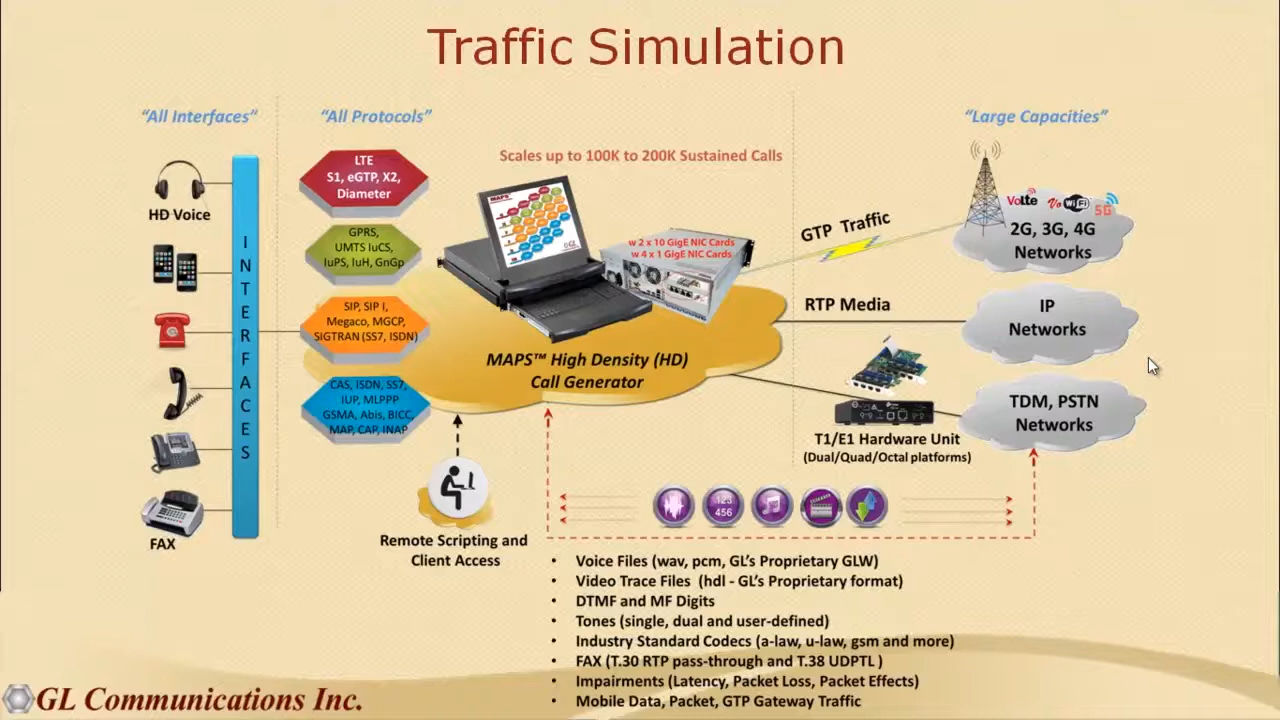 Traffic Simulation
"All Interfaces"
"All Protocols"
"Large Capacities"
Scales up to 100K to 200K Sustained Calls
HD Voice
FAX
INTERFACES
LTE
S1, eGTP, X2,
Diameter
GPRS,
UMTS IuCS,
IuPS, IuH, GnGp
SIP, SIP I,
Megaco, MGCP,
SIGTRAN (SS7, ISDN)
CAS, ISDN, SS7,
IUP, MLPPP
GSMA, Abis, BICC,
MAP, CAP, INAP
MAPS
GL
w 2 x 10 GigE NIC Cards
w 4 x 1 GigE NIC Cards
MAPS™ High Density (HD)
Call Generator
GTP Traffic
RTP Media
VoLTE
Vo WiFi
5G
2G, 3G, 4G
Networks
IP
Networks
TDM, PSTN
Networks
T1/E1 Hardware Unit
(Dual/Quad/Octal platforms)
Remote Scripting and
Client Access
123
456
• Voice Files (wav, pcm, GL's Proprietary GLW)
• Video Trace Files (hdl - GL's Proprietary format)
• DTMF and MF Digits
• Tones (single, dual and user-defined)
• Industry Standard Codecs (a-law, u-law, gsm and more)
• FAX (T.30 RTP pass-through and T.38 UDPTL )
• Impairments (Latency, Packet Loss, Packet Effects)
• Mobile Data, Packet, GTP Gateway Traffic
GL Communications Inc.